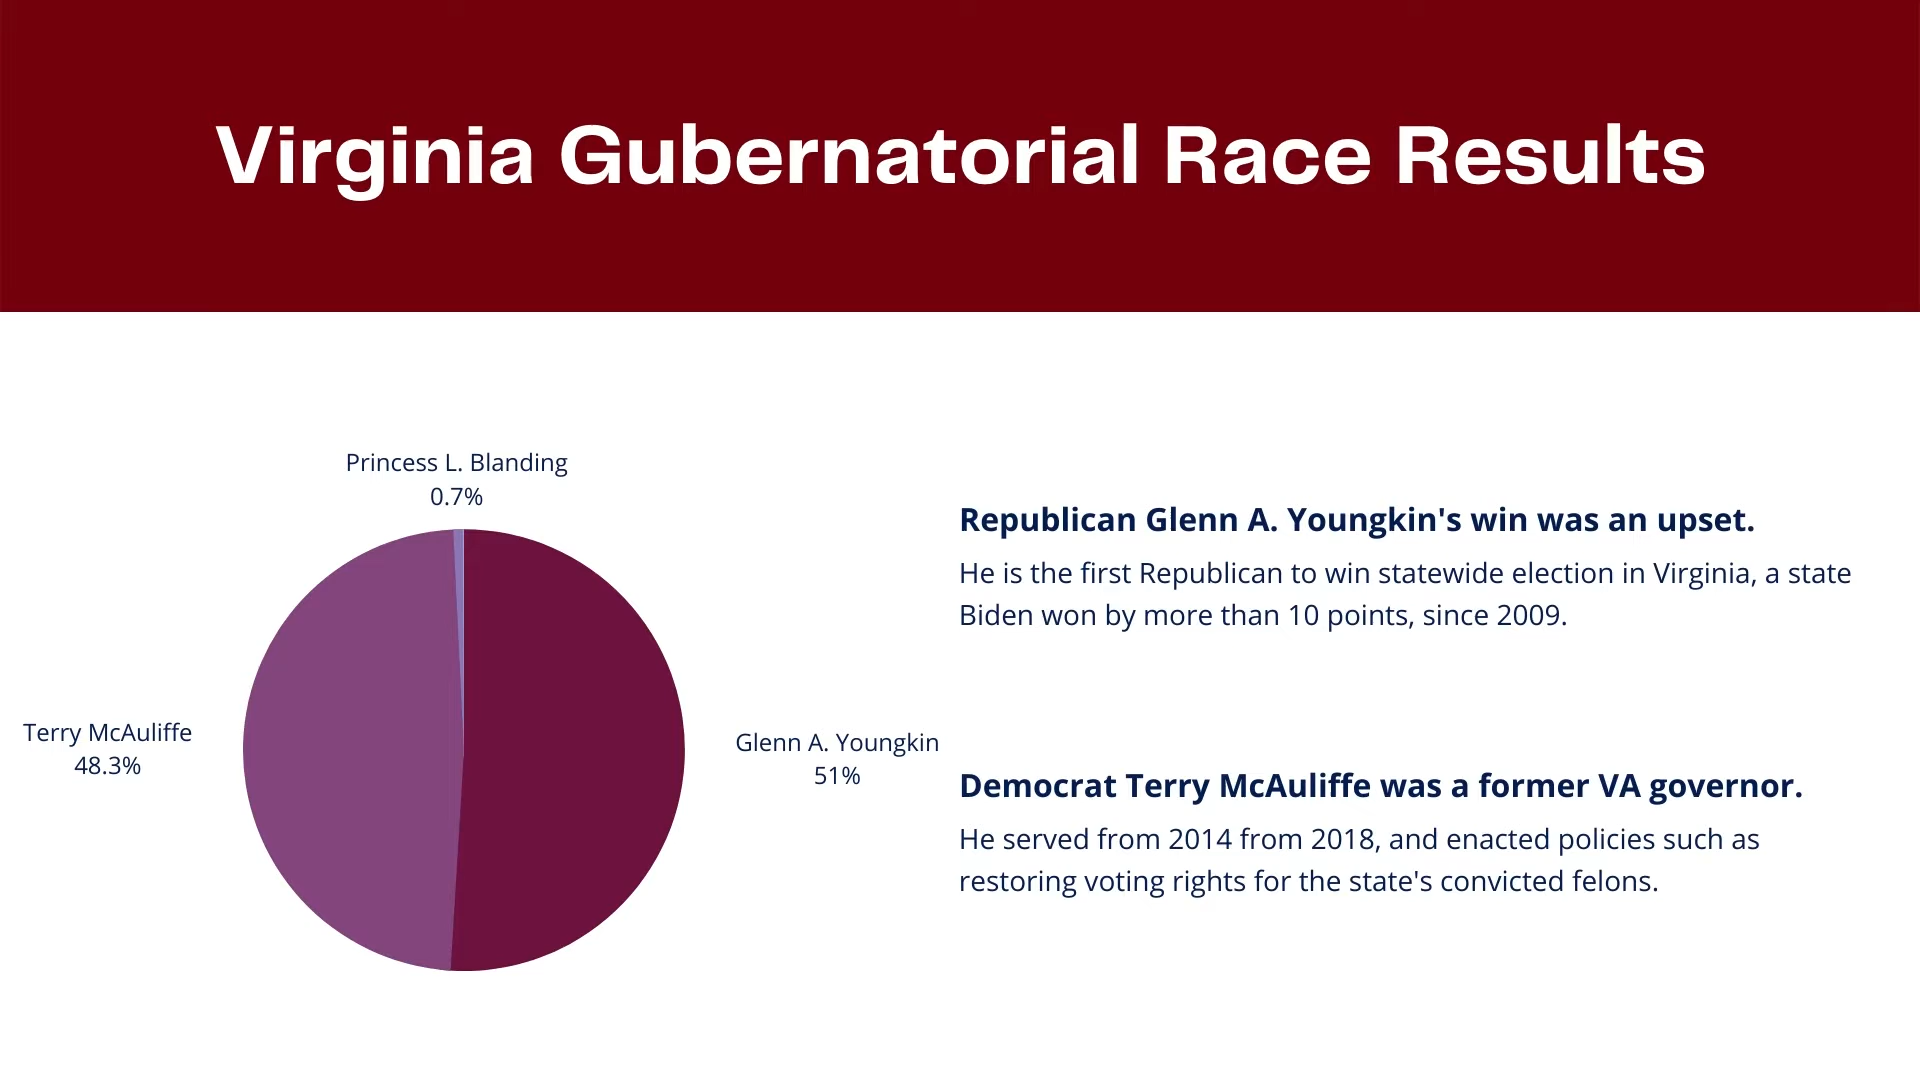 Virginia Gubernatorial Race Results
Princess L. Blanding
0.7%
Terry McAuliffe
48.3%
Glenn A. Youngkin
51%
Republican Glenn A. Youngkin's win was an upset.
He is the first Republican to win statewide election in Virginia, a state
Biden won by more than 10 points, since 2009.
Democrat Terry McAuliffe was a former VA governor.
He served from 2014 from 2018, and enacted policies such as
restoring voting rights for the state's convicted felons.